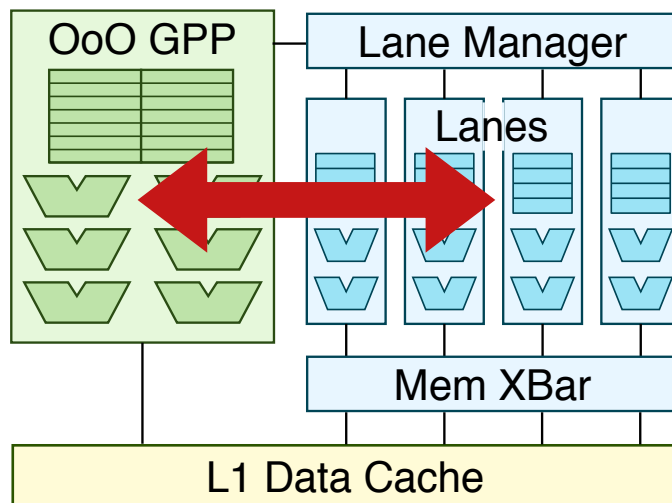 OoO GPP
Lane Manager
Lanes
Mem XBar
L1 Data Cache